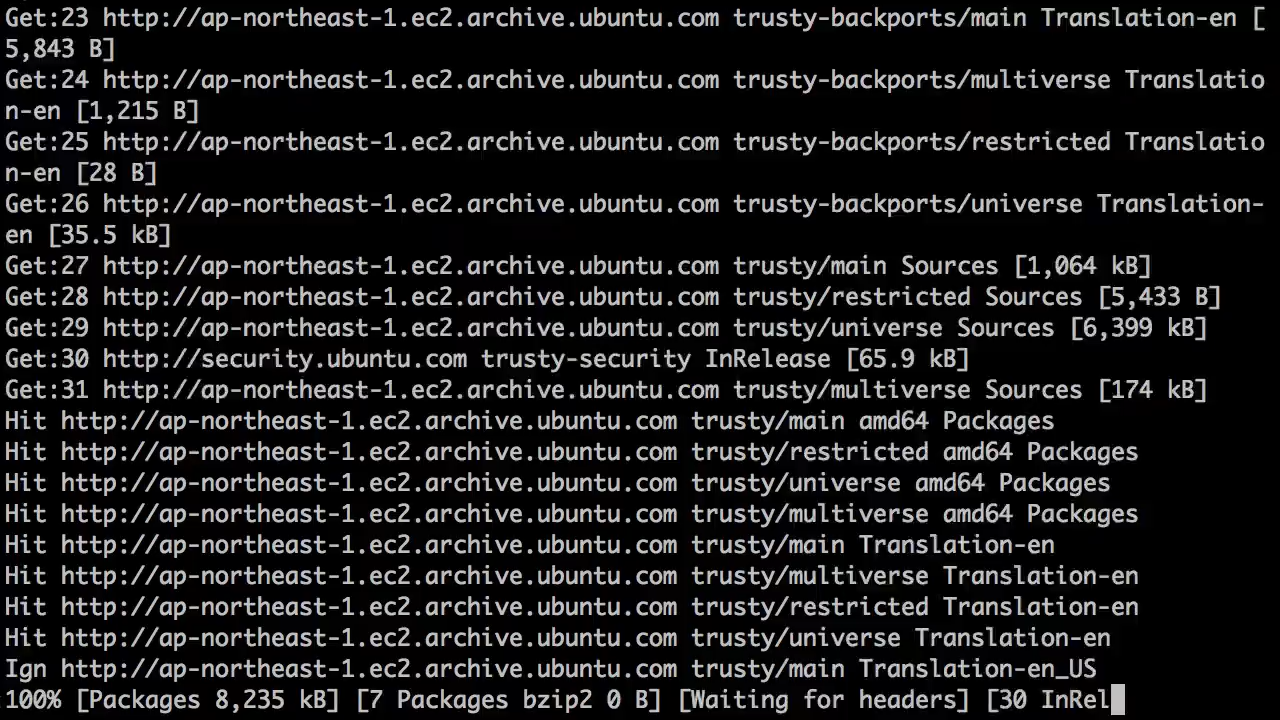 Get:23 http://ap-northeast-1.ec2.archive.ubuntu.com trusty-backports/main Translation-en [
5,843 B]
Get:24 http://ap-northeast-1.ec2.archive.ubuntu.com trusty-backports/multiverse Translatio
n-en [1,215 B]
Get:25 http://ap-northeast-1.ec2.archive.ubuntu.com trusty-backports/restricted Translatio
n-en [28 B]
Get:26 http://ap-northeast-1.ec2.archive.ubuntu.com trusty-backports/universe Translation-
en [35.5 kB]
Get:27 http://ap-northeast-1.ec2.archive.ubuntu.com trusty/main Sources [1,064 kB]
Get:28 http://ap-northeast-1.ec2.archive.ubuntu.com trusty/restricted Sources [5,433 B]
Get:29 http://ap-northeast-1.ec2.archive.ubuntu.com trusty/universe Sources [6,399 kB]
Get:30 http://security.ubuntu.com trusty-security InRelease [65.9 kB]
Get:31 http://ap-northeast-1.ec2.archive.ubuntu.com trusty/multiverse Sources [174 kB]
Hit http://ap-northeast-1.ec2.archive.ubuntu.com trusty/main amd64 Packages
Hit http://ap-northeast-1.ec2.archive.ubuntu.com trusty/restricted amd64 Packages
Hit http://ap-northeast-1.ec2.archive.ubuntu.com trusty/universe amd64 Packages
Hit http://ap-northeast-1.ec2.archive.ubuntu.com trusty/multiverse amd64 Packages
Hit http://ap-northeast-1.ec2.archive.ubuntu.com trusty/main Translation-en
Hit http://ap-northeast-1.ec2.archive.ubuntu.com trusty/multiverse Translation-en
Hit http://ap-northeast-1.ec2.archive.ubuntu.com trusty/restricted Translation-en
Hit http://ap-northeast-1.ec2.archive.ubuntu.com trusty/universe Translation-en
Ign http://ap-northeast-1.ec2.archive.ubuntu.com trusty/main Translation-en_US
100% [Packages 8,235 kB] [7 Packages bzip2 0 B] [Waiting for headers] [30 InRel